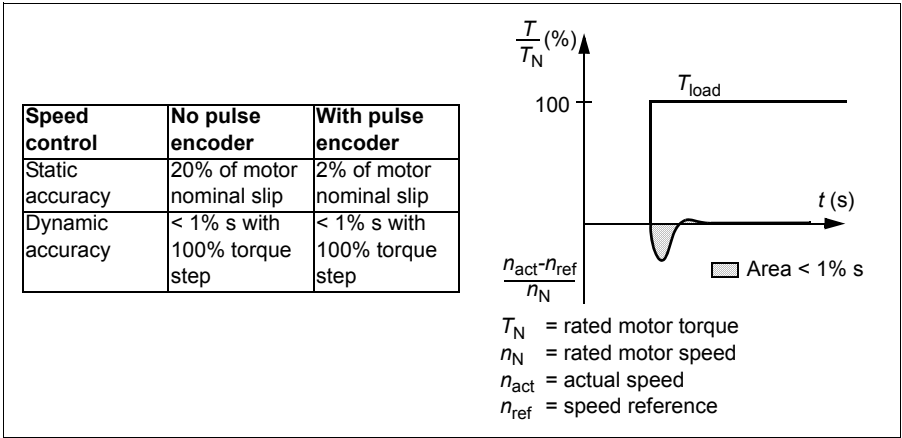 Speed control | No pulse encoder | With pulse encoder
Static accuracy | 20% of motor nominal slip | 2% of motor nominal slip
Dynamic accuracy | < 1% s with 100% torque step | < 1% s with 100% torque step
T/T_N (%)
100
T_load
t (s)
n_act-n_ref / n_N
Area < 1% s
T_N = rated motor torque
n_N = rated motor speed
n_act = actual speed
n_ref = speed reference